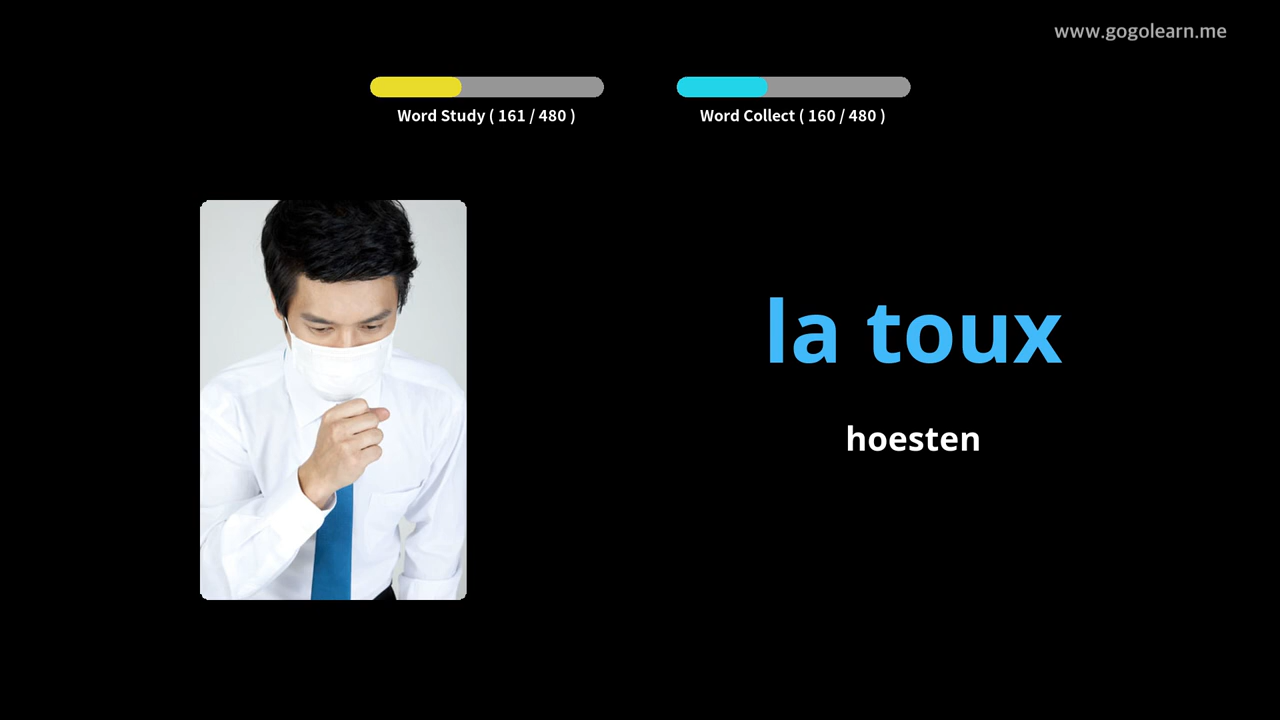 www.gogolearn.me
Word Study ( 161 / 480 )
Word Collect ( 160 / 480 )
la toux
hoesten